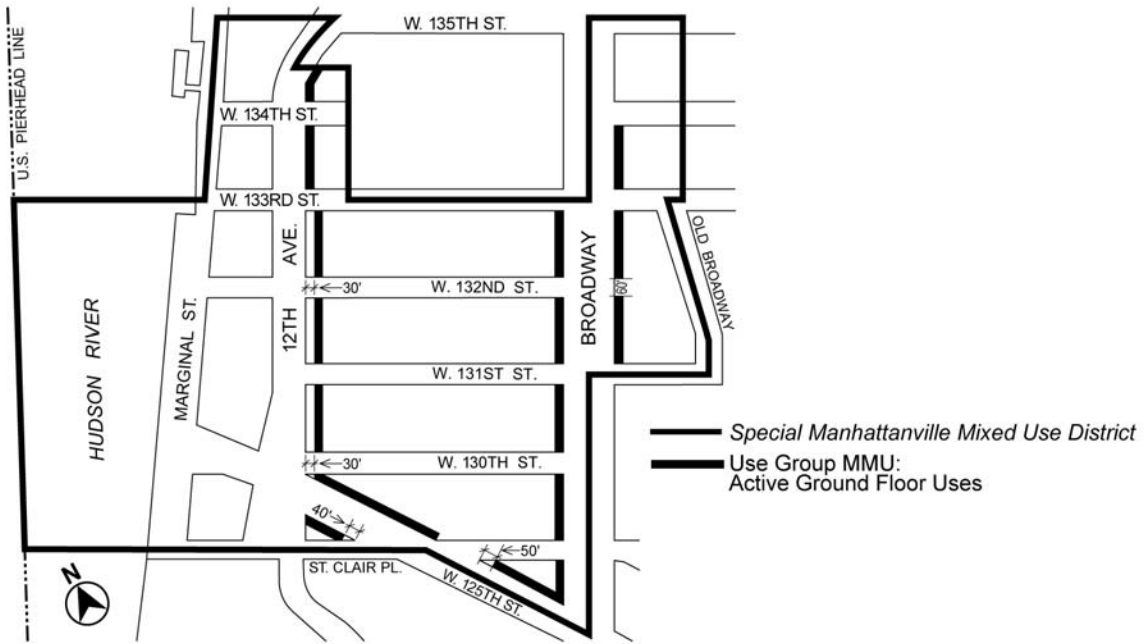 W. 135TH ST.
U.S. PIERHEAD LINE
W. 134TH ST.
W. 133RD ST.
OLD BROADWAY
AVE.
12TH
BROADWAY
30'
W. 132ND ST.
60'
MARGINAL ST.
HUDSON RIVER
W. 131ST ST.
Special Manhattanville Mixed Use District
30'
W. 130TH ST.
Use Group MMU:
Active Ground Floor Uses
40'
50'
ST. CLAIR PL.
W. 125TH ST.
N